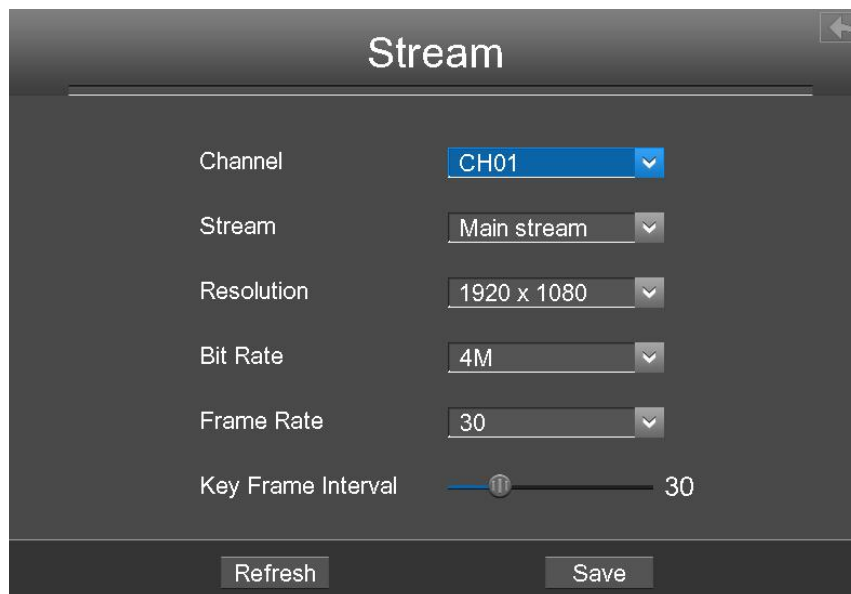 Stream
Channel CH01
Stream Main stream
Resolution 1920 x 1080
Bit Rate 4M
Frame Rate 30
Key Frame Interval 30
Refresh Save